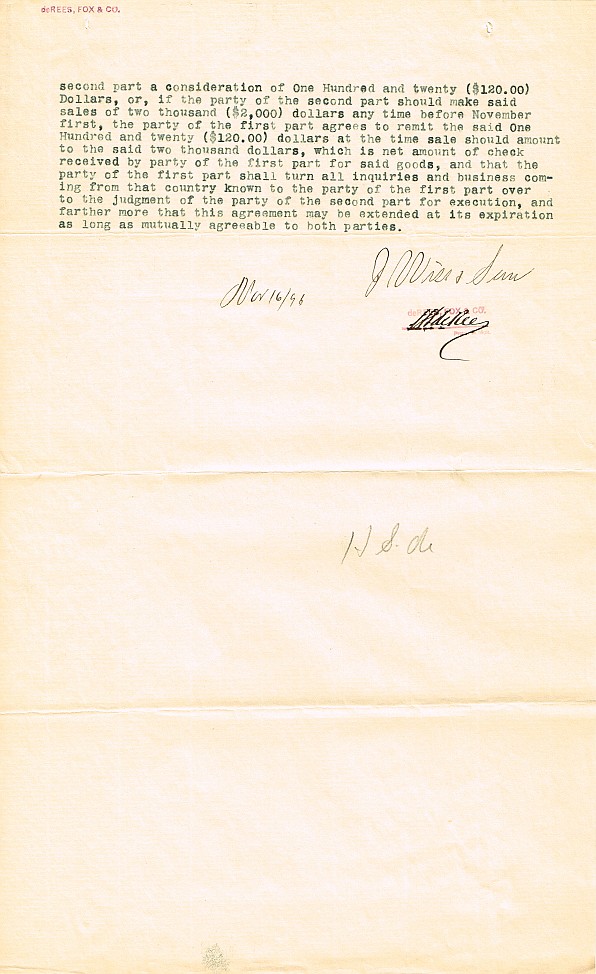 deREES, FOX & CO.
second part a consideration of One Hundred and twenty ($120.00)
Dollars, or, if the party of the second part should make said
sales of two thousand ($2,000) dollars any time before November
first, the party of the first part agrees to remit the said One
Hundred and twenty ($120.00) dollars at the time sale should amount
to the said two thousand dollars, which is net amount of check
received by party of the first part for said goods, and that the
party of the first part shall turn all inquiries and business com-
ing from that country known to the party of the first part over
to the judgment of the party of the second part for execution, and
farther more that this agreement may be extended at its expiration
as long as mutually agreeable to both parties.
J Wiss & Sons
Nov 16/96
deREES, FOX & CO.
H S. de